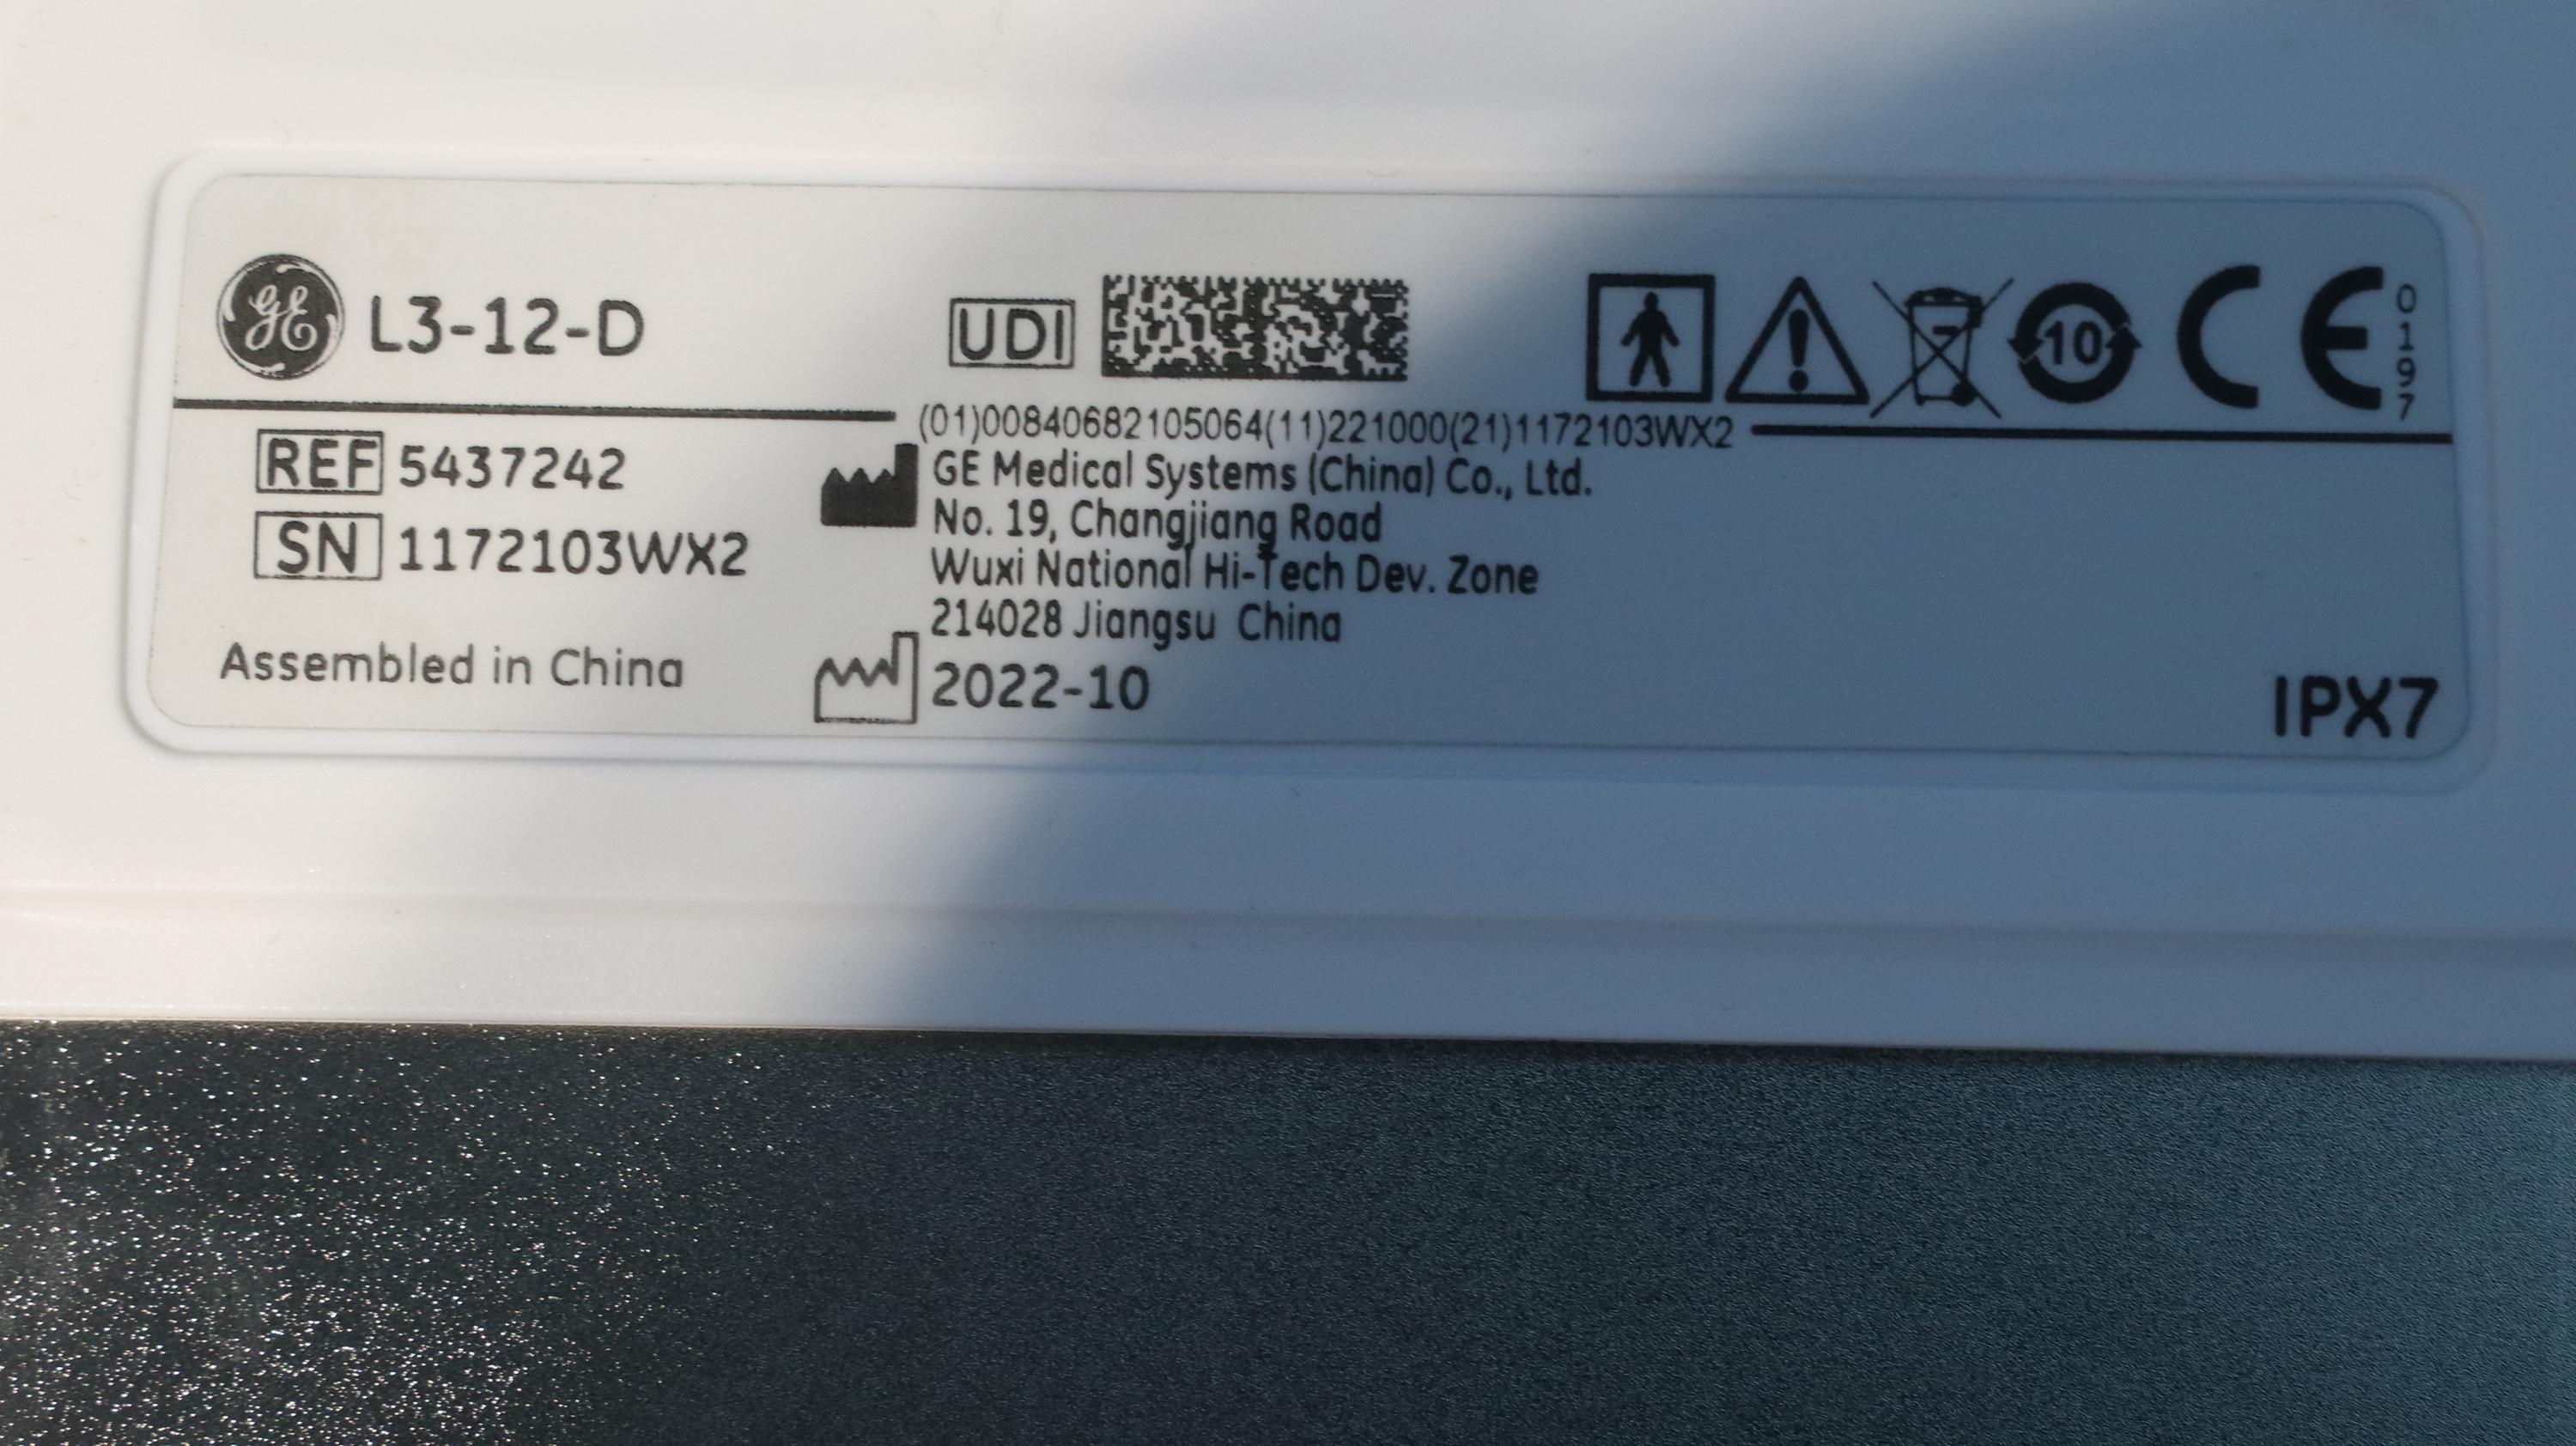 GE L3-12-D
UDI
10
CE 0197
(01)00840682105064(11)221000(21)1172103WX2
REF 5437242
SN 1172103WX2
Assembled in China
GE Medical Systems (China) Co., Ltd.
No. 19, Changjiang Road
Wuxi National Hi-Tech Dev. Zone
214028 Jiangsu China
2022-10
IPX7